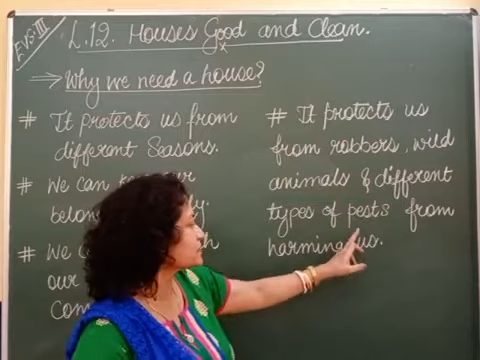 EVS-III
L.12. Houses Good and Clean.
⇒ Why we need a house?
# It protects us from
different Seasons.
# We can
belon
# We
our
# It protects us
from robbers, wild
animals & different
types of pests from
harming us.